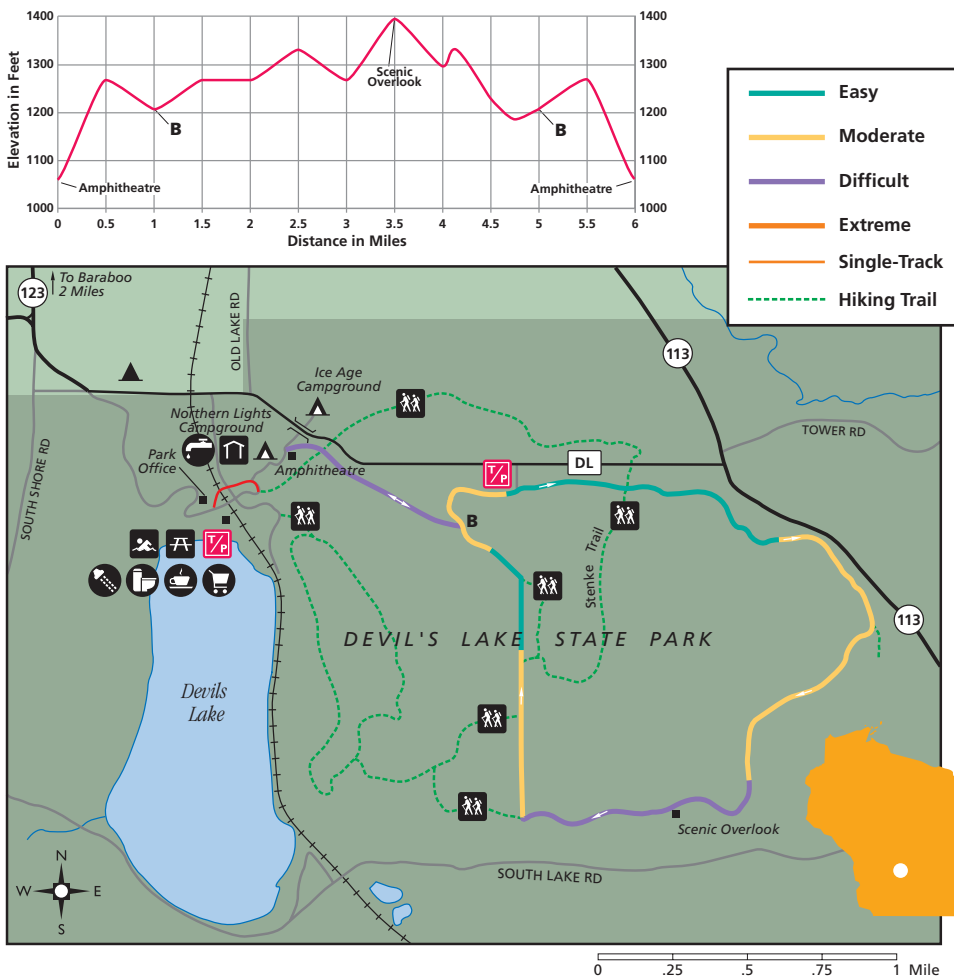 1400
1300
1200
1100
1000
Elevation in Feet
1400
1300
1200
1100
1000
Scenic
Overlook
B
B
Amphitheatre
Amphitheatre
0 0.5 1 1.5 2 2.5 3 3.5 4 4.5 5 5.5 6
Distance in Miles
Easy
Moderate
Difficult
Extreme
Single-Track
Hiking Trail
123
To Baraboo
2 Miles
OLD LAKE RD
113
Ice Age
Campground
Northern Lights
Campground
TOWER RD
SOUTH SHORE RD
Park
Office
Amphitheatre
T/P
DL
B
T/P
Stenke Trail
113
DEVIL'S LAKE STATE PARK
Devils
Lake
Scenic Overlook
SOUTH LAKE RD
N
W E
S
0 .25 .5 .75 1 Mile